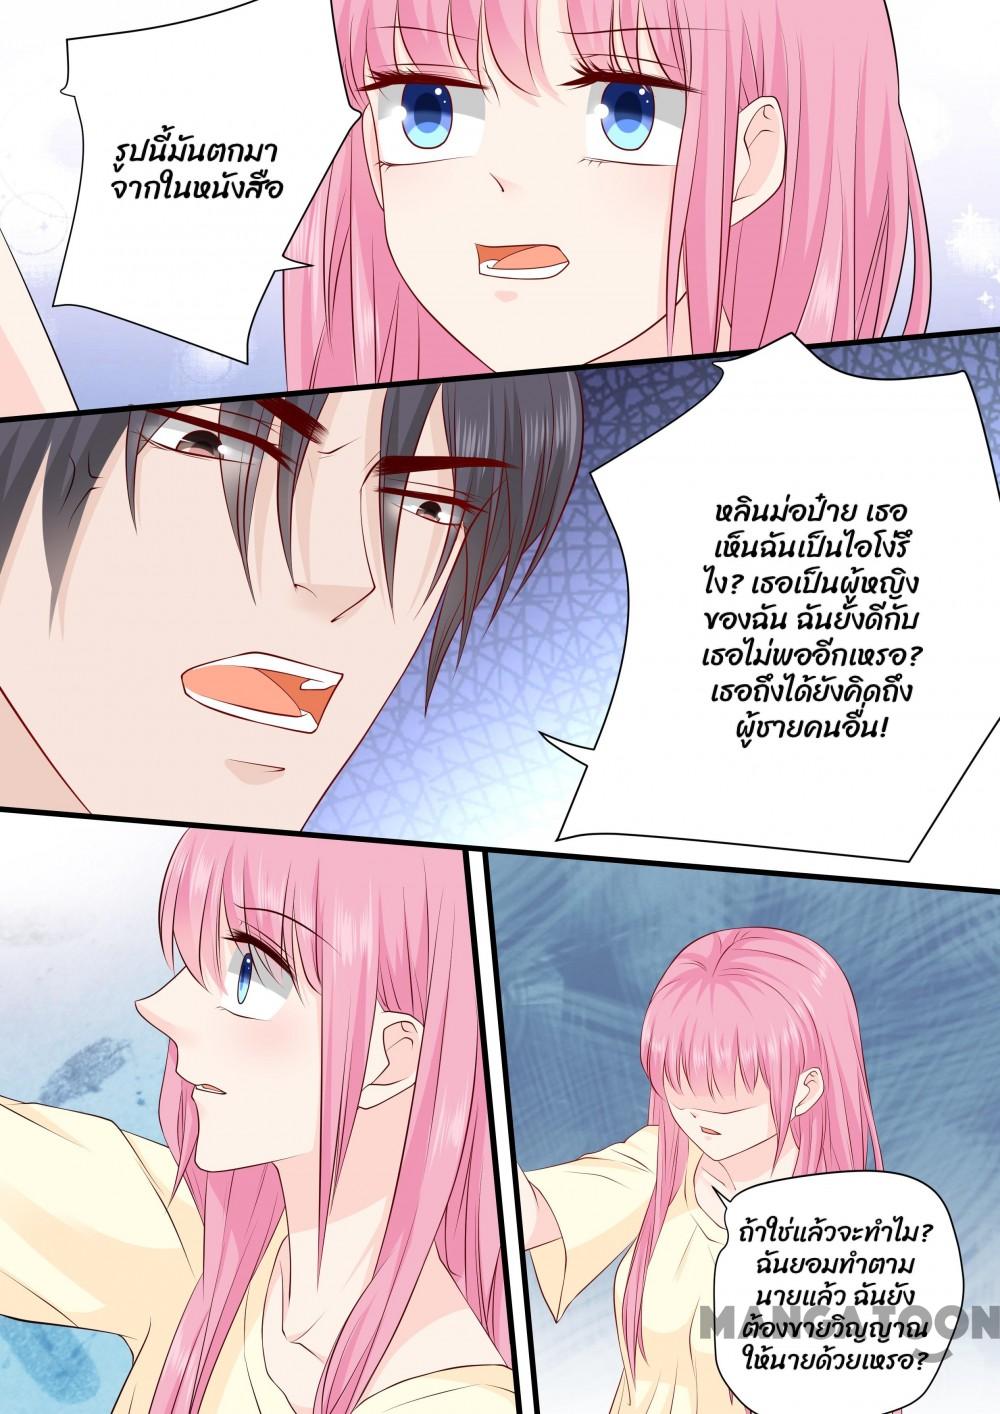 รูปนี้มันตกมา
จากในหนังสือ
หลินม่อป๋าย เธอ
เห็นฉันเป็นไอโง่รึ
ไง? เธอเป็นผู้หญิง
ของฉัน ฉันยังดีกับ
เธอไม่พออีกเหรอ?
เธอถึงได้ยังคิดถึง
ผู้ชายคนอื่น!
ถ้าใช่แล้วจะทำไม?
ฉันยอมทำตาม
นายแล้ว ฉันยัง
ต้องขายวิญญาณ
ให้นายด้วยเหรอ?
MANGATOON